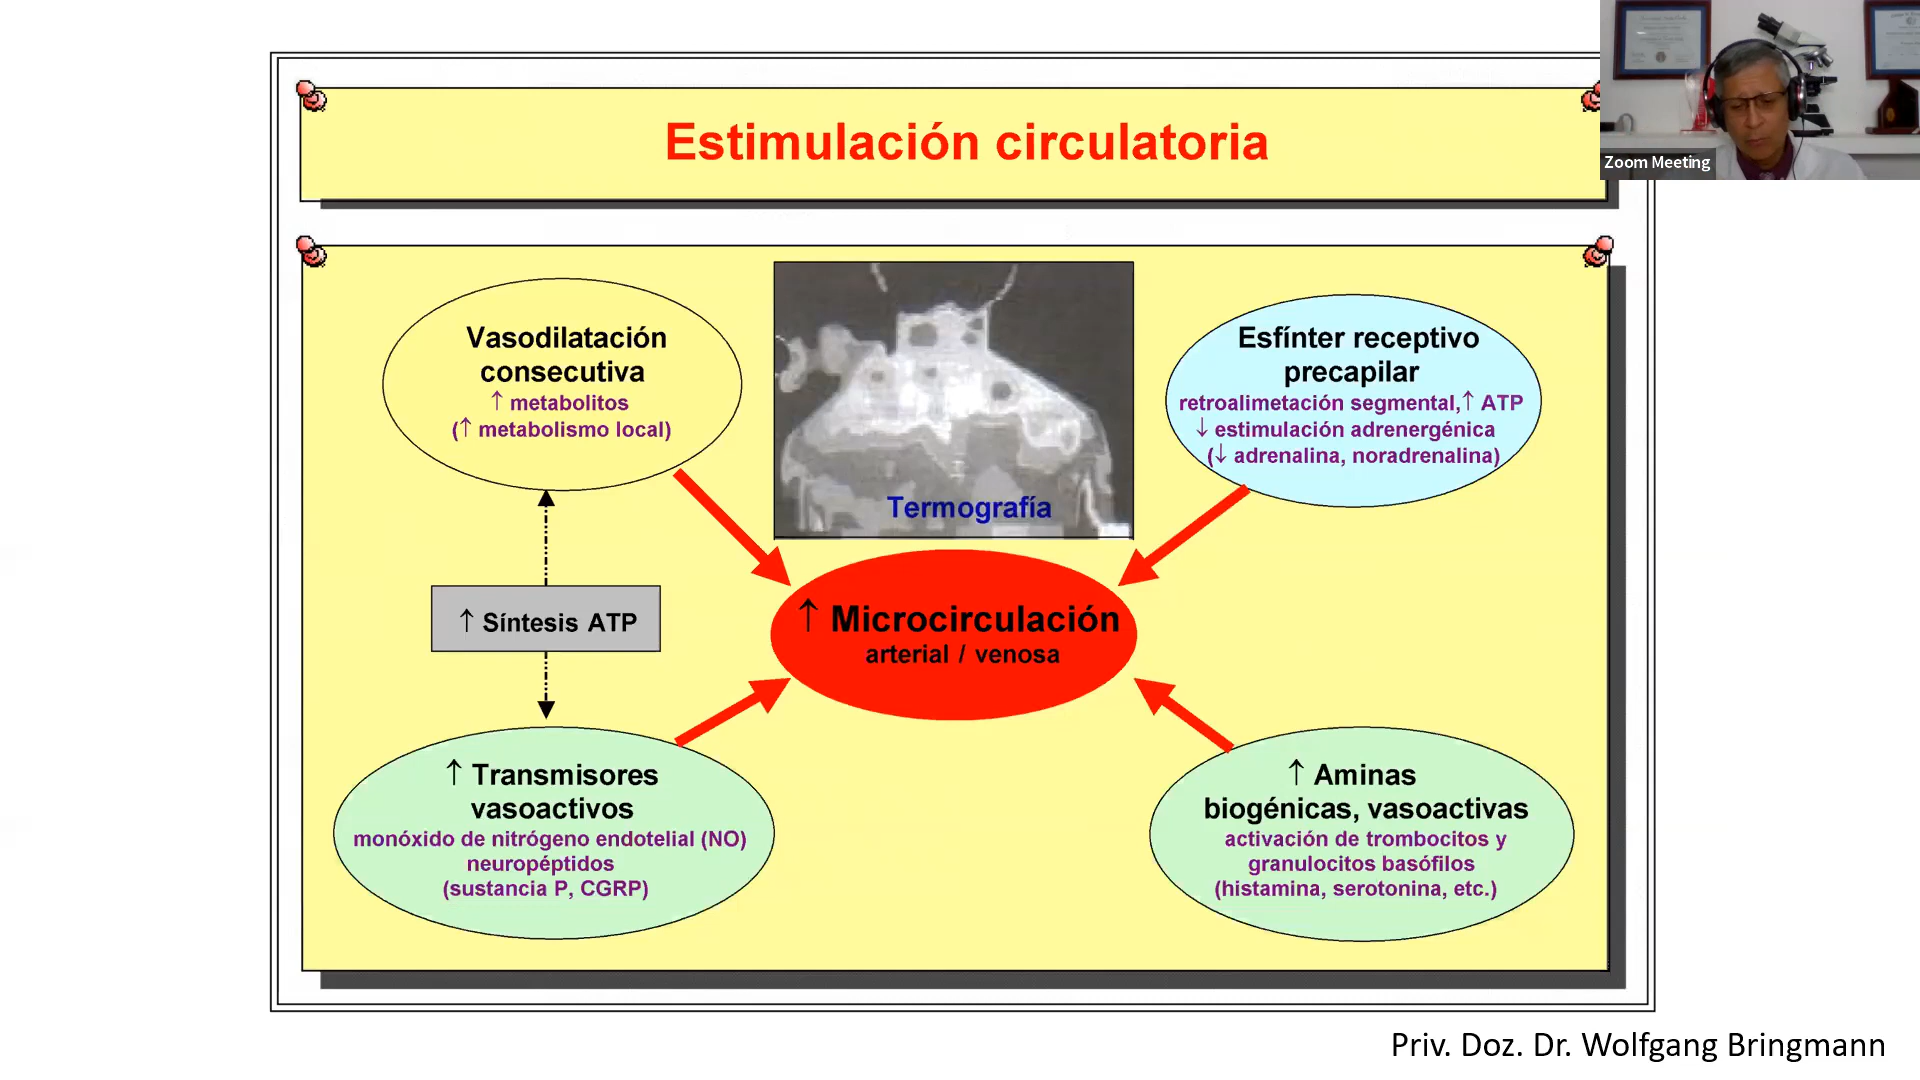 Estimulación circulatoria
Zoom Meeting
Vasodilatación
consecutiva
↑ metabolitos
(↑ metabolismo local)
Termografía
Esfínter receptivo
precapilar
retroalimetación segmental,↑ ATP
↓ estimulación adrenergénica
(↓ adrenalina, noradrenalina)
↑ Síntesis ATP
↑ Microcirculación
arterial / venosa
↑ Transmisores
vasoactivos
monóxido de nitrógeno endotelial (NO)
neuropéptidos
(sustancia P, CGRP)
↑ Aminas
biogénicas, vasoactivas
activación de trombocitos y
granulocitos basófilos
(histamina, serotonina, etc.)
Priv. Doz. Dr. Wolfgang Bringmann